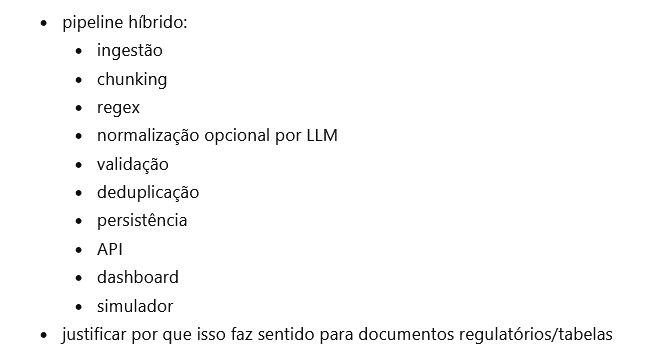 pipeline híbrido:
ingestão
chunking
regex
normalização opcional por LLM
validação
deduplicação
persistência
API
dashboard
simulador
justificar por que isso faz sentido para documentos regulatórios/tabelas